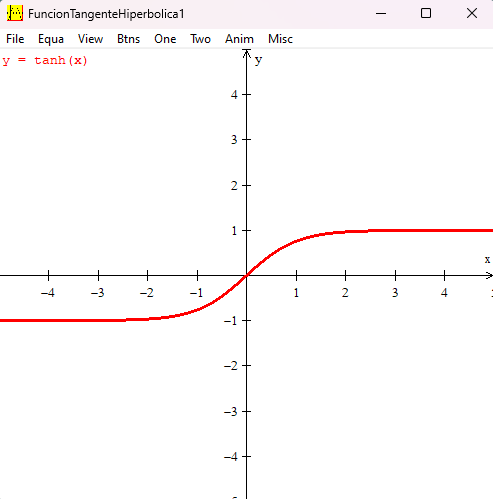 FuncionTangenteHiperbolica1
File Equa View Btns One Two Anim Misc
y = tanh(x)
y
4
3
2
1
x
−4 −3 −2 −1 1 2 3 4
−1
−2
−3
−4